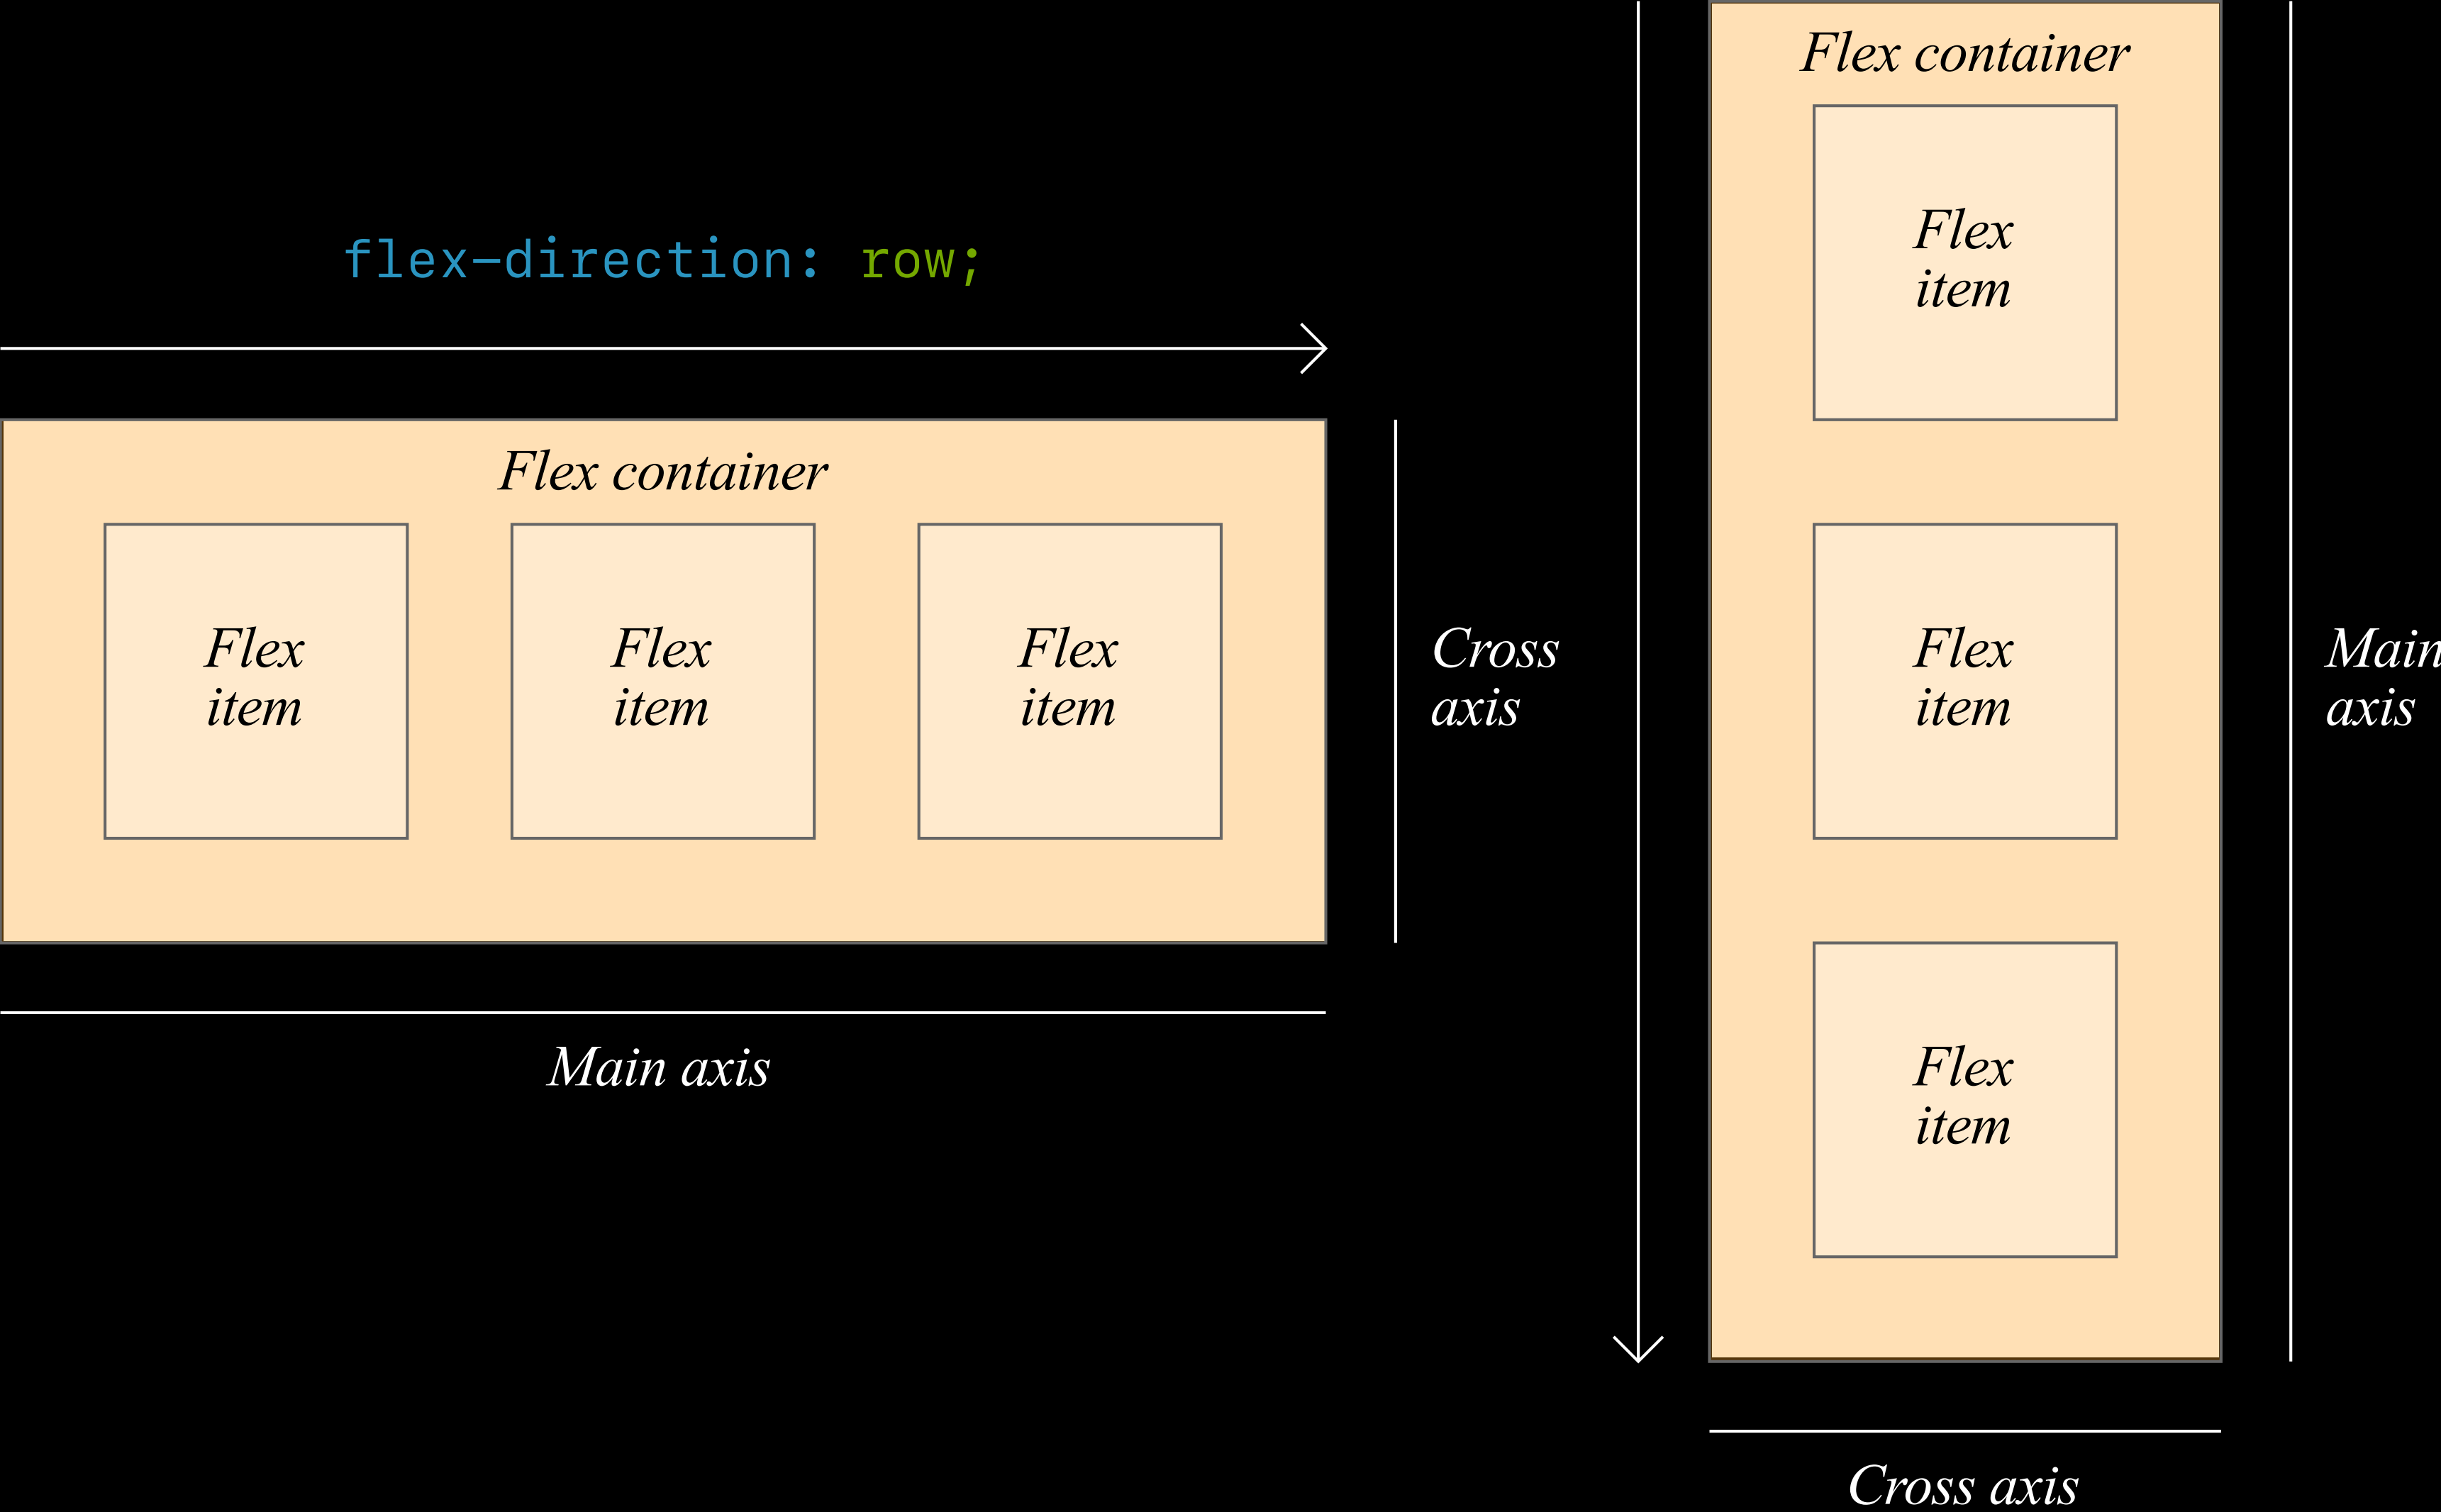 flex-direction: row;
Flex container
Flex
item
Flex
item
Flex
item
Cross
axis
Main axis
Flex container
Flex
item
Flex
item
Flex
item
Main
axis
Cross axis